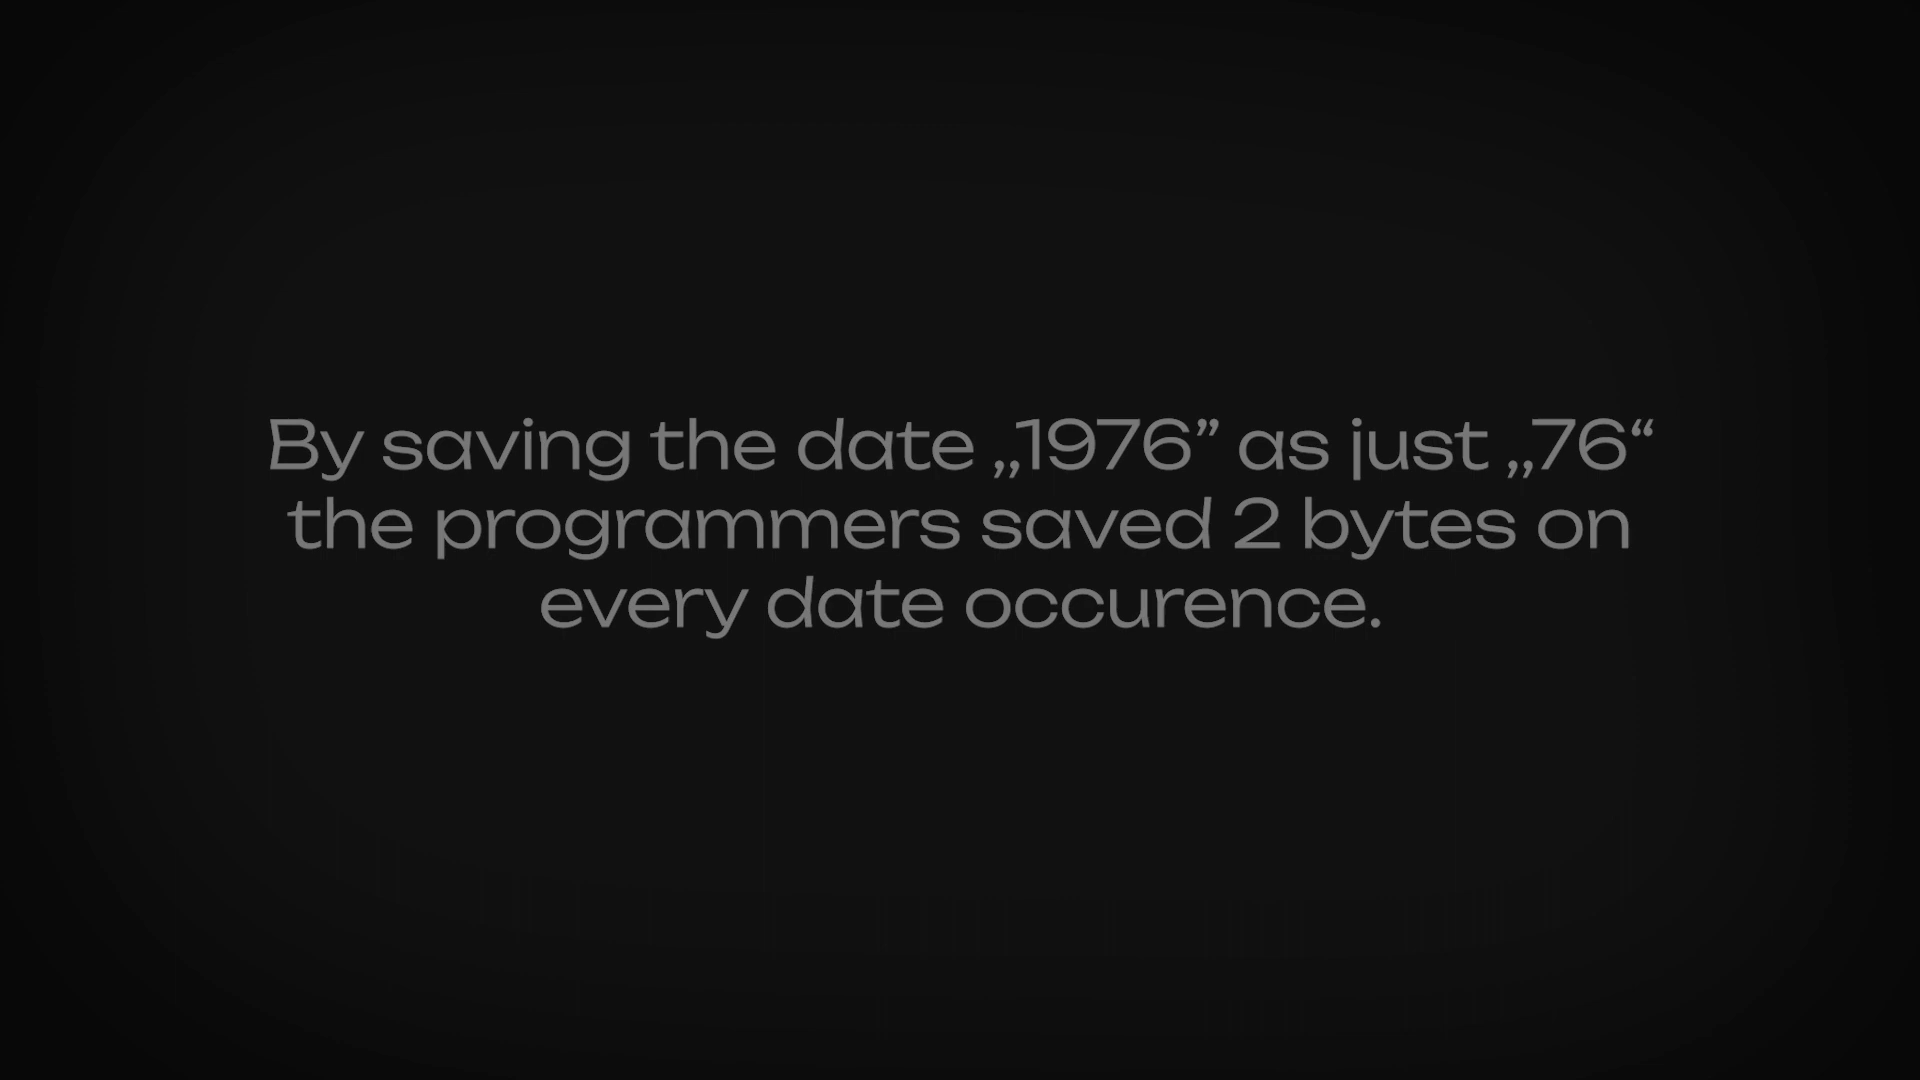 By saving the date „1976” as just „76“
the programmers saved 2 bytes on
every date occurence.